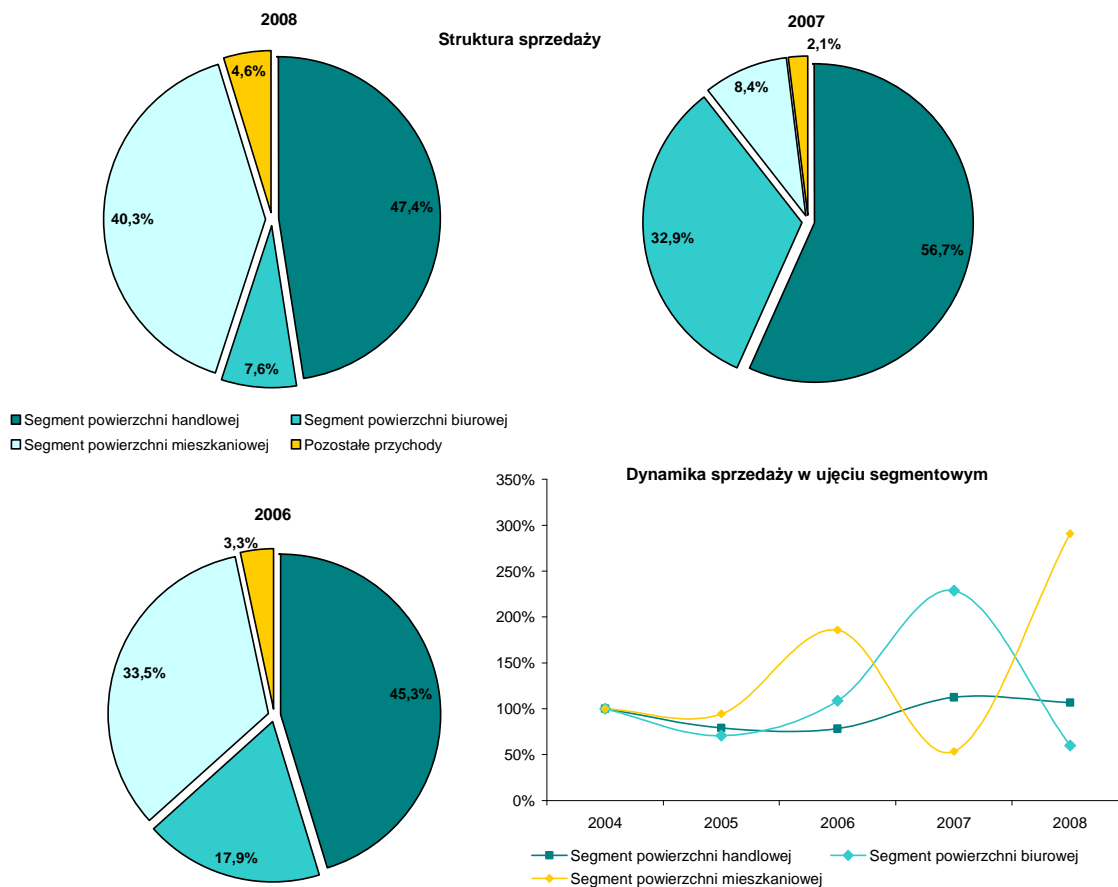 2008
Struktura sprzedaży
2007
4,6%
47,4%
40,3%
7,6%
2,1%
8,4%
32,9%
56,7%
Segment powierzchni handlowej
Segment powierzchni biurowej
Segment powierzchni mieszkaniowej
Pozostałe przychody
2006
3,3%
33,5%
45,3%
17,9%
Dynamika sprzedaży w ujęciu segmentowym
350%
300%
250%
200%
150%
100%
50%
0%
2004 2005 2006 2007 2008
Segment powierzchni handlowej
Segment powierzchni biurowej
Segment powierzchni mieszkaniowej